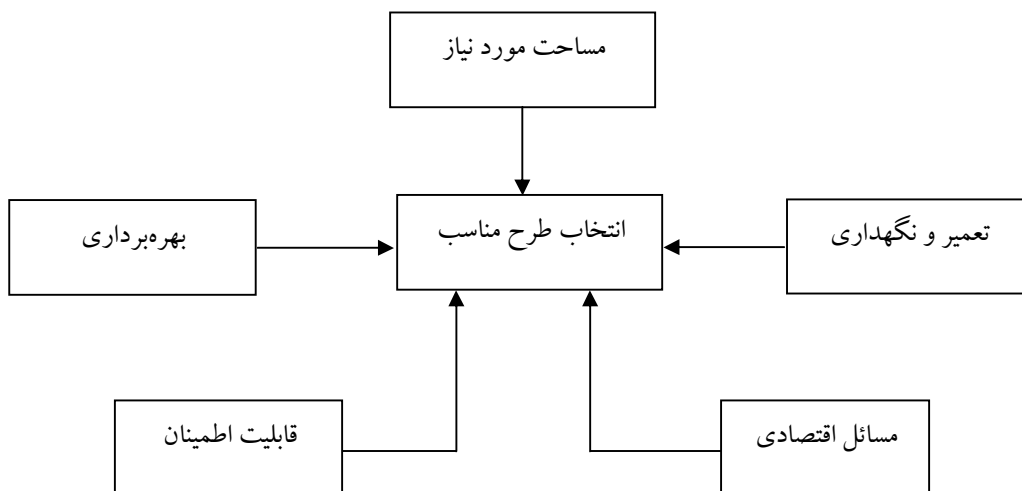 مساحت مورد نیاز
تعمیر و نگهداری
انتخاب طرح مناسب
بهره‌برداری
مسائل اقتصادی
قابلیت اطمینان